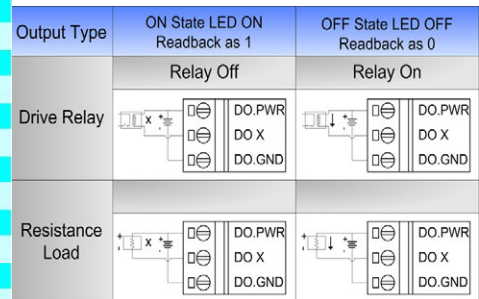 Output Type
ON State LED ON
Readback as 1
OFF State LED OFF
Readback as 0
Relay Off
Relay On
Drive Relay
X
DO.PWR
DO X
DO.GND
DO.PWR
DO X
DO.GND
Resistance
Load
X
DO.PWR
DO X
DO.GND
DO.PWR
DO X
DO.GND